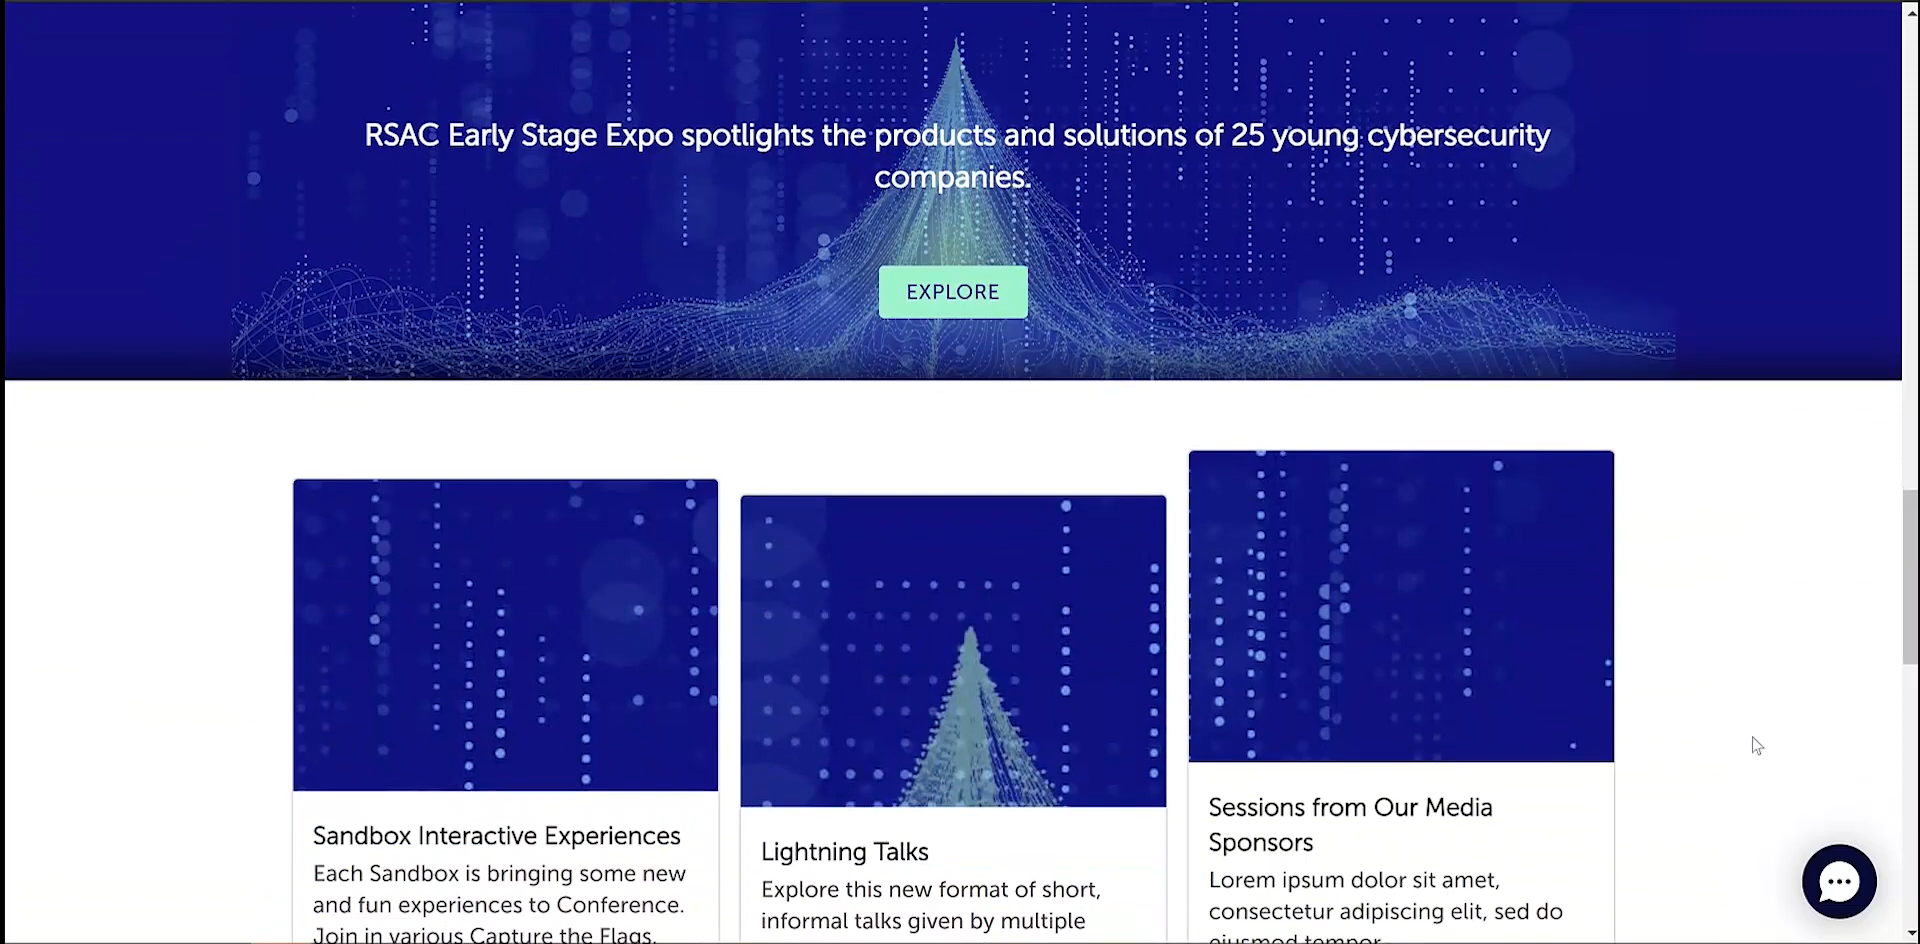 RSAC Early Stage Expo spotlights the products and solutions of 25 young cybersecurity
companies.
EXPLORE
Sandbox Interactive Experiences
Each Sandbox is bringing some new
and fun experiences to Conference.
Join in various Capture the Flags,
Lightning Talks
Explore this new format of short,
informal talks given by multiple
Sessions from Our Media
Sponsors
Lorem ipsum dolor sit amet,
consectetur adipiscing elit, sed do
eiusmod tempor